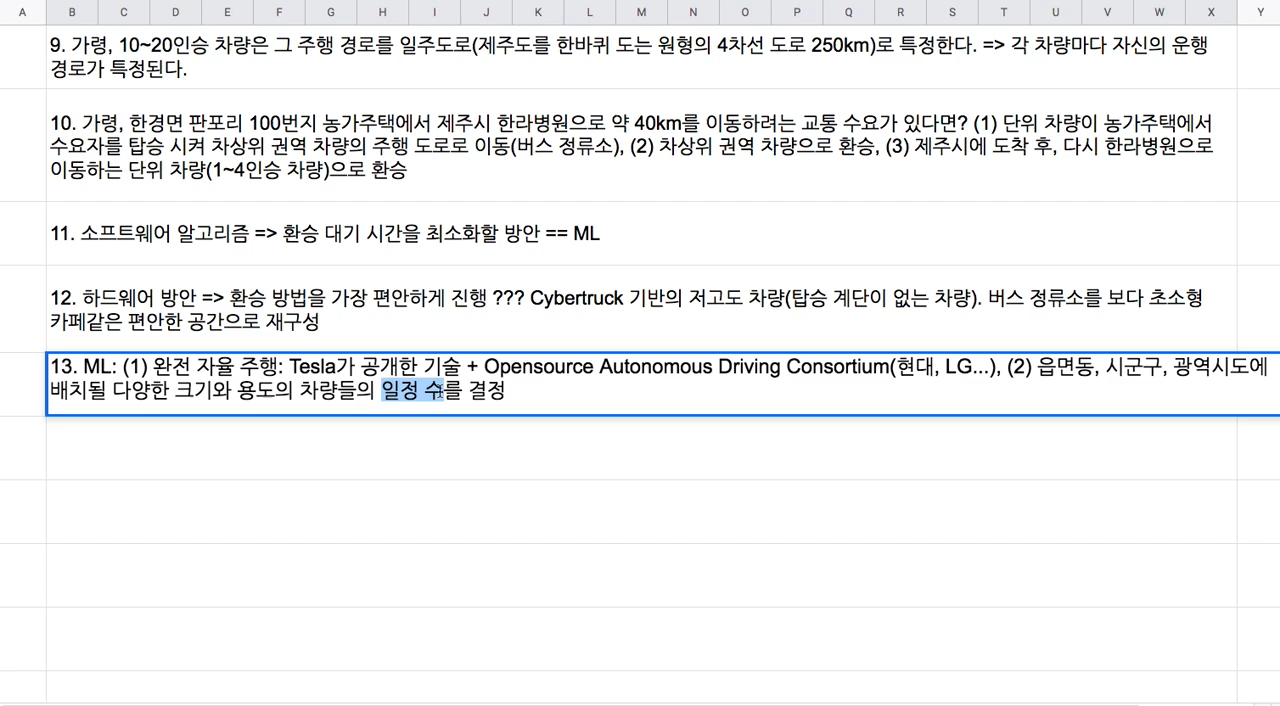 A B C D E F G H I J K L M N O P Q R S T U V W X Y
9. 가령, 10~20인승 차량은 그 주행 경로를 일주도로(제주도를 한바퀴 도는 원형의 4차선 도로 250km)로 특정한다. => 각 차량마다 자신의 운행
경로가 특정된다.
10. 가령, 한경면 판포리 100번지 농가주택에서 제주시 한라병원으로 약 40km를 이동하려는 교통 수요가 있다면? (1) 단위 차량이 농가주택에서
수요자를 탑승 시켜 차상위 권역 차량의 주행 도로로 이동(버스 정류소), (2) 차상위 권역 차량으로 환승, (3) 제주시에 도착 후, 다시 한라병원으로
이동하는 단위 차량(1~4인승 차량)으로 환승
11. 소프트웨어 알고리즘 => 환승 대기 시간을 최소화할 방안 == ML
12. 하드웨어 방안 => 환승 방법을 가장 편안하게 진행 ??? Cybertruck 기반의 저고도 차량(탑승 계단이 없는 차량). 버스 정류소를 보다 초소형
카페같은 편안한 공간으로 재구성
13. ML: (1) 완전 자율 주행: Tesla가 공개한 기술 + Opensource Autonomous Driving Consortium(현대, LG...), (2) 읍면동, 시군구, 광역시도에
배치될 다양한 크기와 용도의 차량들의 일정 수를 결정